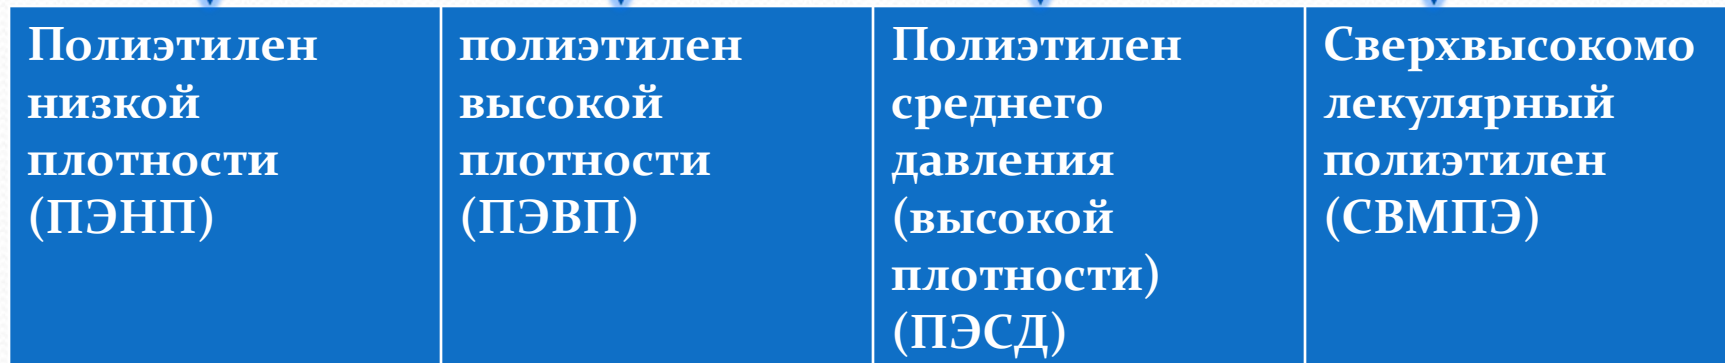 Полиэтилен
низкой
плотности
(ПЭНП)
полиэтилен
высокой
плотности
(ПЭВП)
Полиэтилен
среднего
давления
(высокой
плотности)
(ПЭСД)
Сверхвысокомо
лекулярный
полиэтилен
(СВМПЭ)